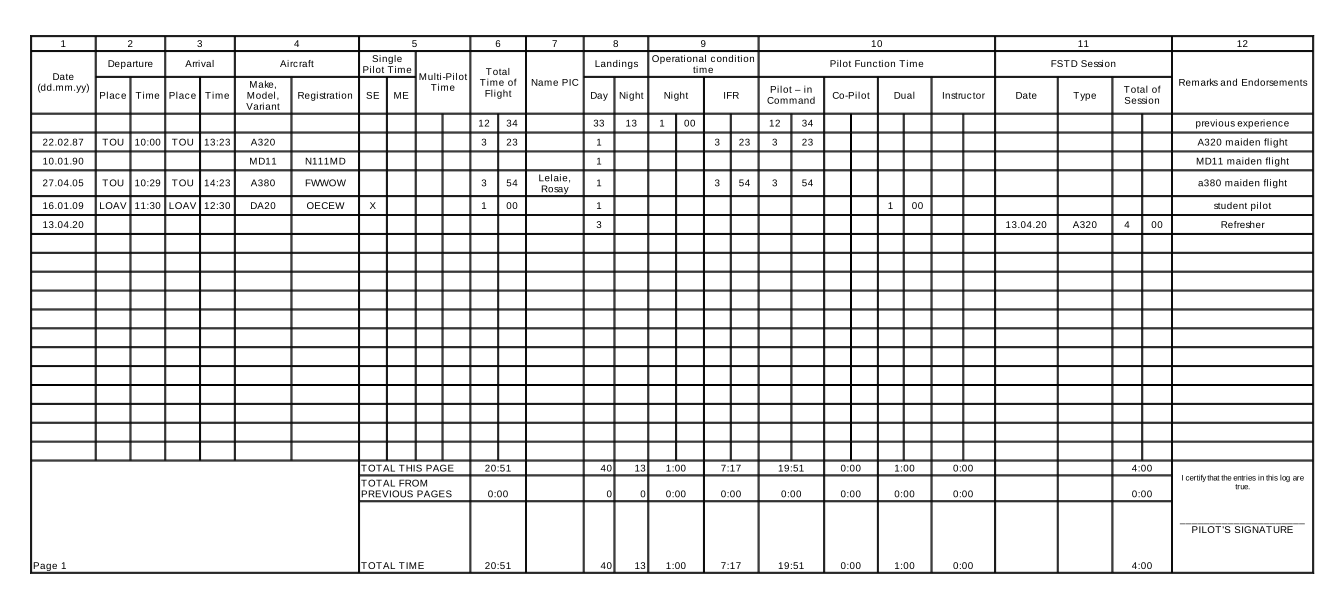 1 2 3 4 5 6 7 8 9 10 11 12
Date (dd.mm.yy) Departure Arrival Aircraft Single Pilot Time Multi-Pilot Time Total Time of Flight Name PIC Landings Operational condition time Pilot Function Time FSTD Session Remarks and Endorsements
Place Time Place Time Make, Model, Variant Registration SE ME Day Night Night IFR Pilot – in Command Co-Pilot Dual Instructor Date Type Total of Session
12 34 33 13 1 00 12 34 previous experience
22.02.87 TOU 10:00 TOU 13:23 A320 3 23 1 3 23 3 23 A320 maiden flight
10.01.90 MD11 N111MD 1 MD11 maiden flight
27.04.05 TOU 10:29 TOU 14:23 A380 FWWOW 3 54 Lelaie, Rosay 1 3 54 3 54 a380 maiden flight
16.01.09 LOAV 11:30 LOAV 12:30 DA20 OECEW X 1 00 1 1 00 student pilot
13.04.20 3 13.04.20 A320 4 00 Refresher
TOTAL THIS PAGE 20:51 40 13 1:00 7:17 19:51 0:00 1:00 0:00 4:00
TOTAL FROM PREVIOUS PAGES 0:00 0 0 0:00 0:00 0:00 0:00 0:00 0:00 0:00
I certify that the entries in this log are true.
PILOT'S SIGNATURE
Page 1 TOTAL TIME 20:51 40 13 1:00 7:17 19:51 0:00 1:00 0:00 4:00